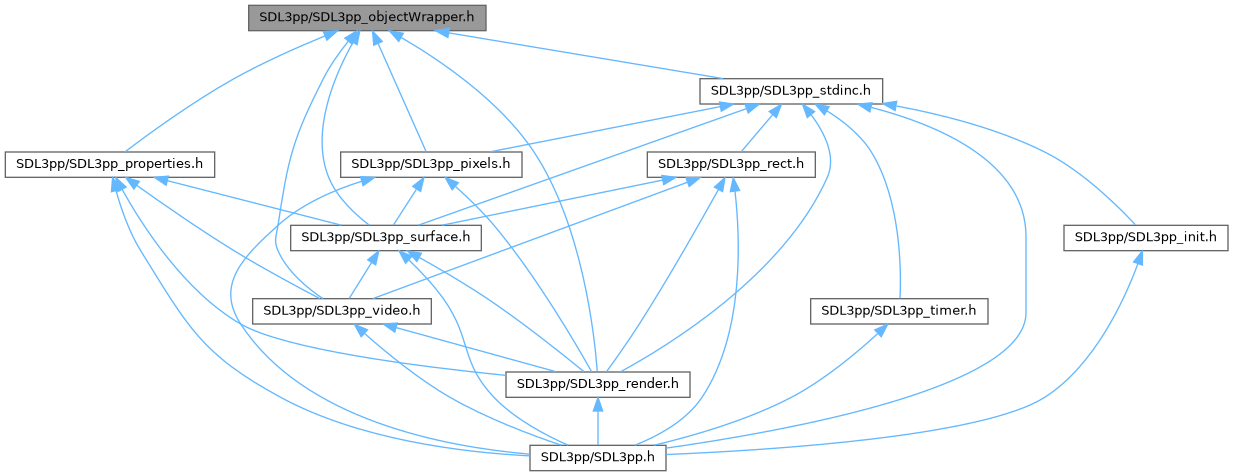 SDL3pp/SDL3pp_objectWrapper.h
SDL3pp/SDL3pp_stdinc.h
SDL3pp/SDL3pp_properties.h
SDL3pp/SDL3pp_pixels.h
SDL3pp/SDL3pp_rect.h
SDL3pp/SDL3pp_surface.h
SDL3pp/SDL3pp_init.h
SDL3pp/SDL3pp_video.h
SDL3pp/SDL3pp_timer.h
SDL3pp/SDL3pp_render.h
SDL3pp/SDL3pp.h